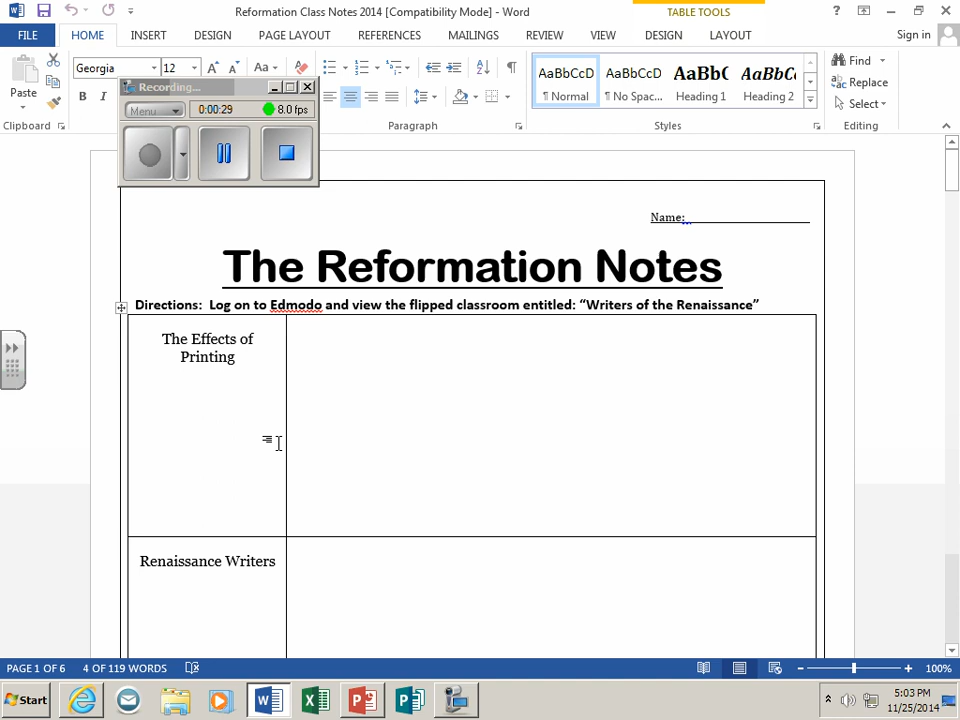 Reformation Class Notes 2014 [Compatibility Mode] - Word
TABLE TOOLS
?
FILE HOME INSERT DESIGN PAGE LAYOUT REFERENCES MAILINGS REVIEW VIEW DESIGN LAYOUT Sign in
Paste
Clipboard
Georgia 12 Aa
B I
Recording...
Menu 0:00:29 8.0 fps
Paragraph
AaBbCcD AaBbCcD AaBbC AaBbCc
¶ Normal ¶ No Spac... Heading 1 Heading 2
Styles
Find
Replace
Select
Editing
Name:
The Reformation Notes
Directions: Log on to Edmodo and view the flipped classroom entitled: “Writers of the Renaissance”
The Effects of
Printing
Renaissance Writers
PAGE 1 OF 6 4 OF 119 WORDS 100%
Start
5:03 PM
11/25/2014